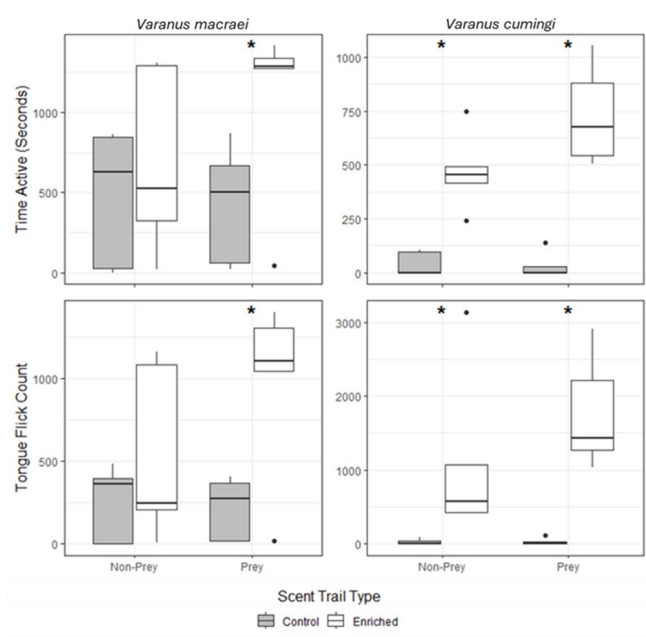 Varanus macraei
Varanus cumingi
Time Active (Seconds)
1000
500
0
*
1000
750
500
250
0
* *
Tongue Flick Count
1000
500
0
*
3000
2000
1000
0
* *
Non-Prey Prey
Non-Prey Prey
Scent Trail Type
Control Enriched